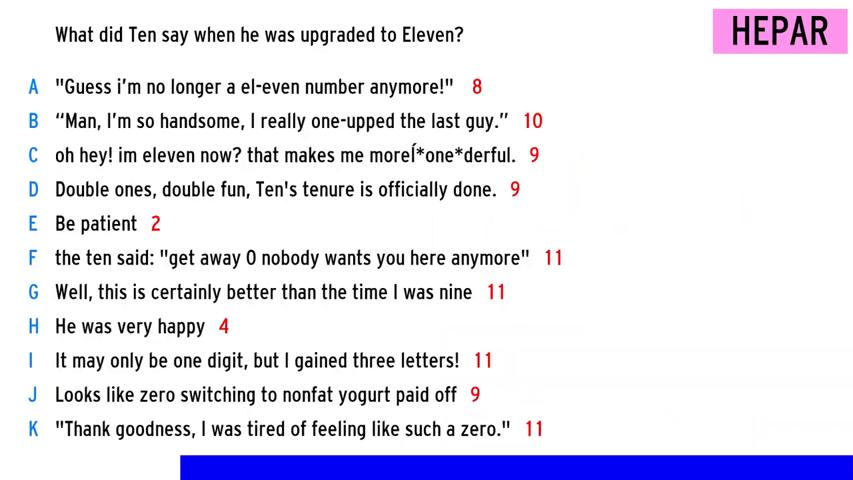 What did Ten say when he was upgraded to Eleven?
HEPAR
A "Guess i'm no longer a el-even number anymore!" 8
B “Man, I'm so handsome, I really one-upped the last guy.” 10
C oh hey! im eleven now? that makes me moreÍ*one*derful. 9
D Double ones, double fun, Ten's tenure is officially done. 9
E Be patient 2
F the ten said: "get away 0 nobody wants you here anymore" 11
G Well, this is certainly better than the time I was nine 11
H He was very happy 4
I It may only be one digit, but I gained three letters! 11
J Looks like zero switching to nonfat yogurt paid off 9
K "Thank goodness, I was tired of feeling like such a zero." 11